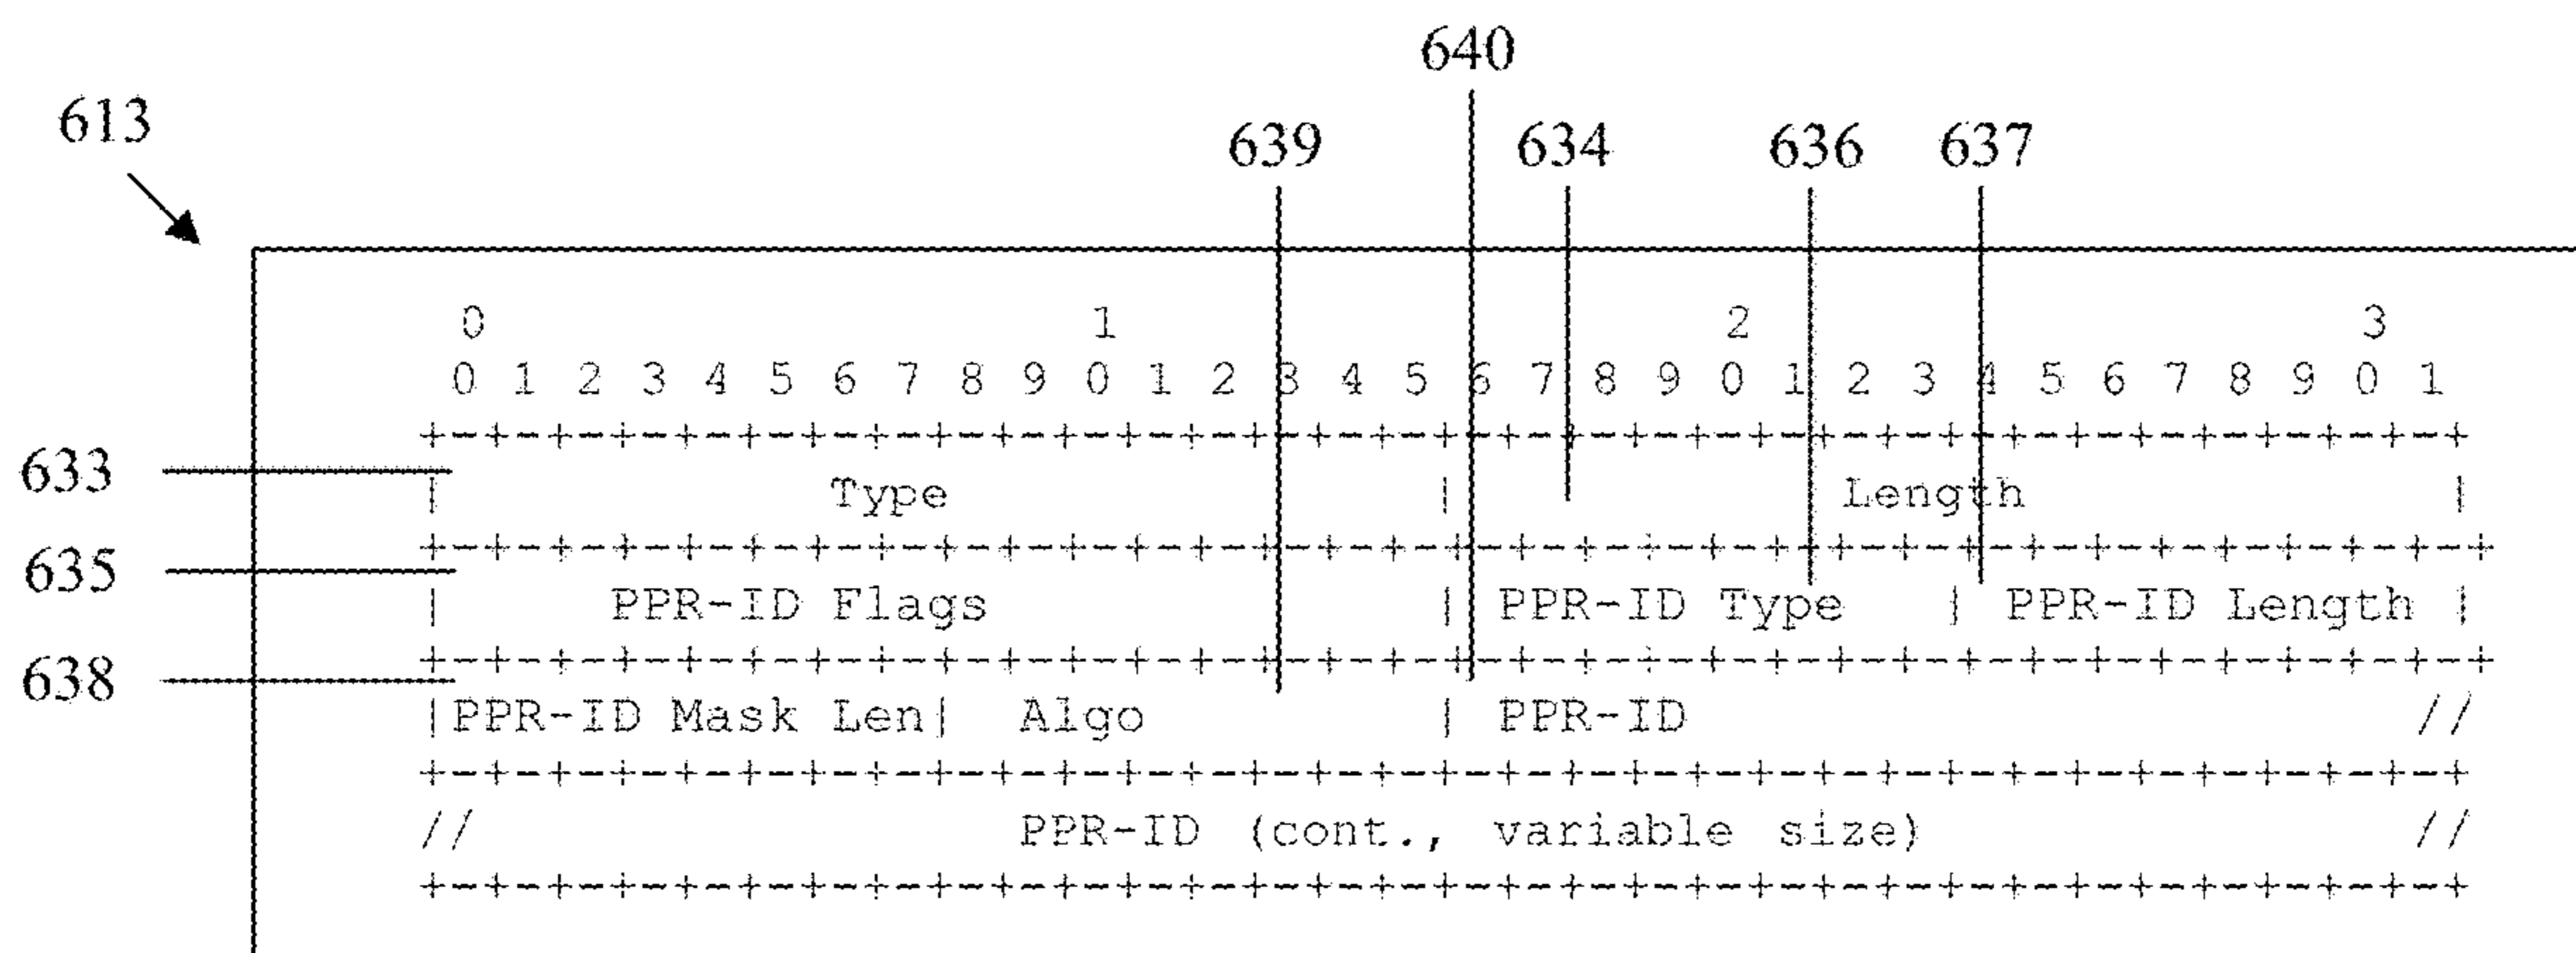 640
613 639 634 636 637
0 1 2 3
0 1 2 3 4 5 6 7 8 9 0 1 2 3 4 5 6 7 8 9 0 1 2 3 4 5 6 7 8 9 0 1
+-+-+-+-+-+-+-+-+-+-+-+-+-+-+-+-+-+-+-+-+-+-+-+-+-+-+-+-+-+-+-+-+
633 | Type | Length |
+-+-+-+-+-+-+-+-+-+-+-+-+-+-+-+-+-+-+-+-+-+-+-+-+-+-+-+-+-+-+-+-+
635 | PPR-ID Flags | PPR-ID Type | PPR-ID Length |
+-+-+-+-+-+-+-+-+-+-+-+-+-+-+-+-+-+-+-+-+-+-+-+-+-+-+-+-+-+-+-+-+
638 |PPR-ID Mask Len| Algo | PPR-ID //
+-+-+-+-+-+-+-+-+-+-+-+-+-+-+-+-+-+-+-+-+-+-+-+-+-+-+-+-+-+-+-+-+
// PPR-ID (cont., variable size) //
+-+-+-+-+-+-+-+-+-+-+-+-+-+-+-+-+-+-+-+-+-+-+-+-+-+-+-+-+-+-+-+-+